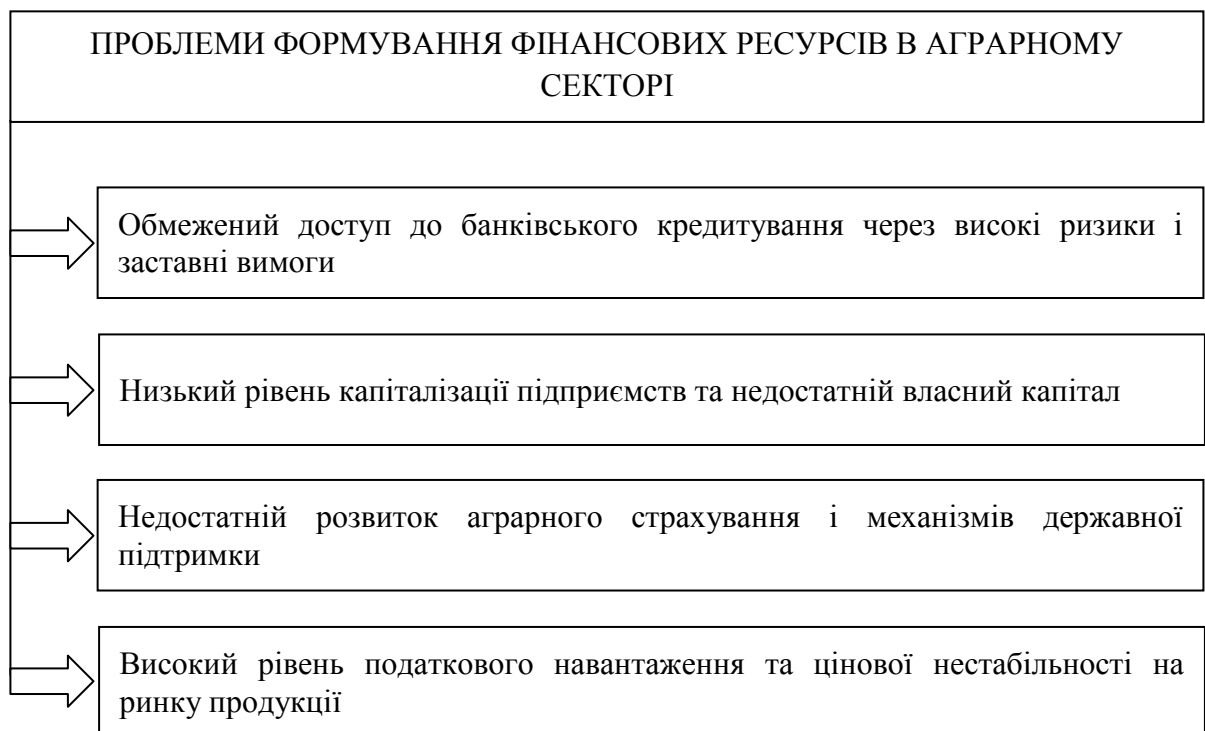 ПРОБЛЕМИ ФОРМУВАННЯ ФІНАНСОВИХ РЕСУРСІВ В АГРАРНОМУ
СЕКТОРІ
Обмежений доступ до банківського кредитування через високі ризики і
заставні вимоги
Низький рівень капіталізації підприємств та недостатній власний капітал
Недостатній розвиток аграрного страхування і механізмів державної
підтримки
Високий рівень податкового навантаження та цінової нестабільності на
ринку продукції